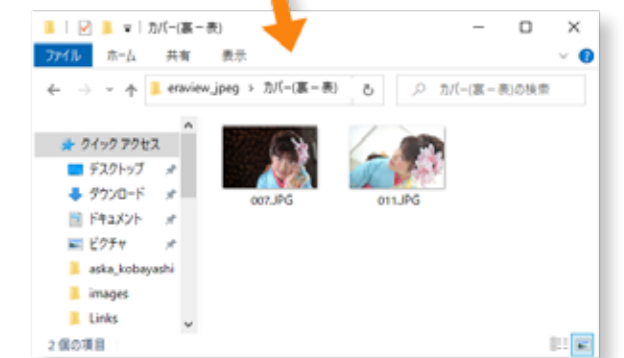 カバー(裏－表)
ファイル ホーム 共有 表示
eraview_jpeg › カバー(裏－表) カバー(裏－表)の検索
クイック アクセス
デスクトップ
ダウンロード
ドキュメント
ピクチャ
aska_kobayashi
images
Links
007.JPG 011.JPG
2 個の項目